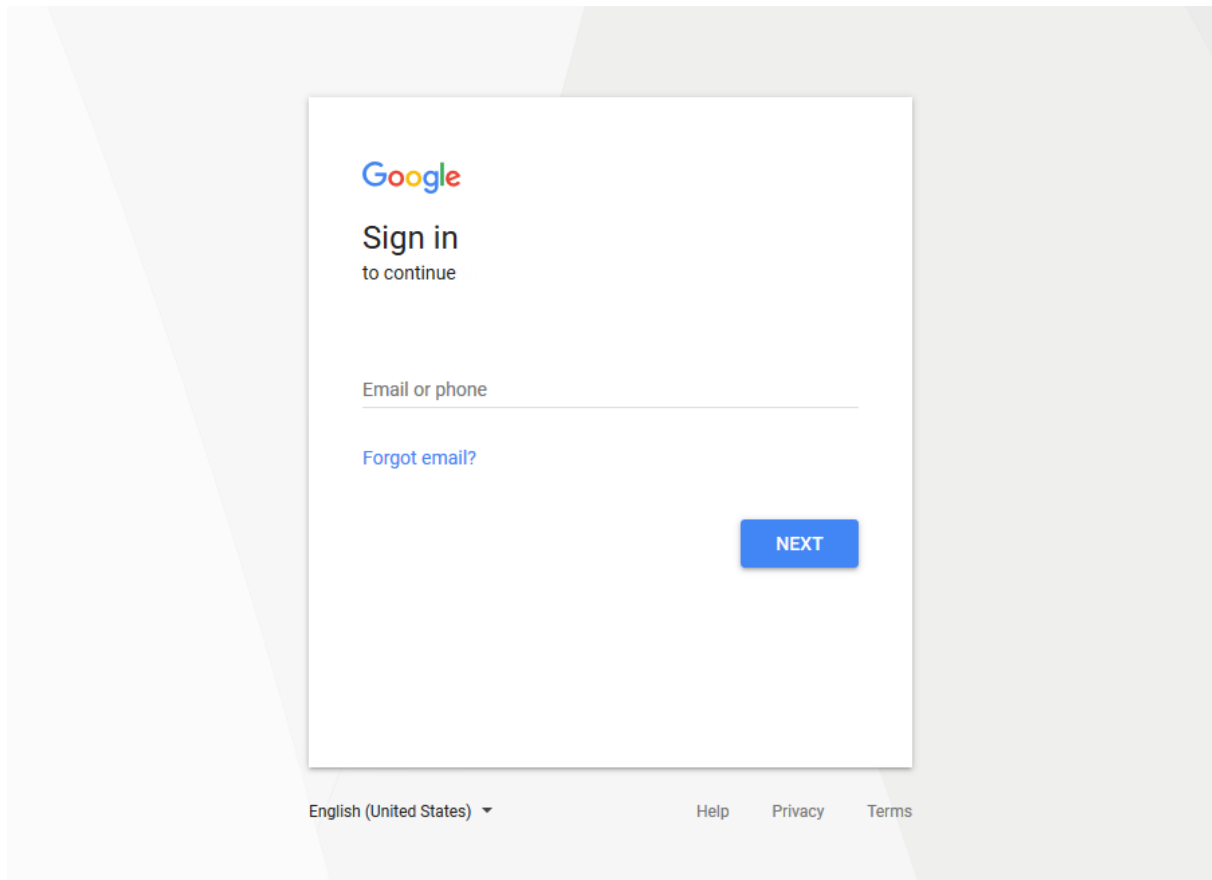 Google
Sign in
to continue
Email or phone
Forgot email?
NEXT
English (United States)
Help Privacy Terms